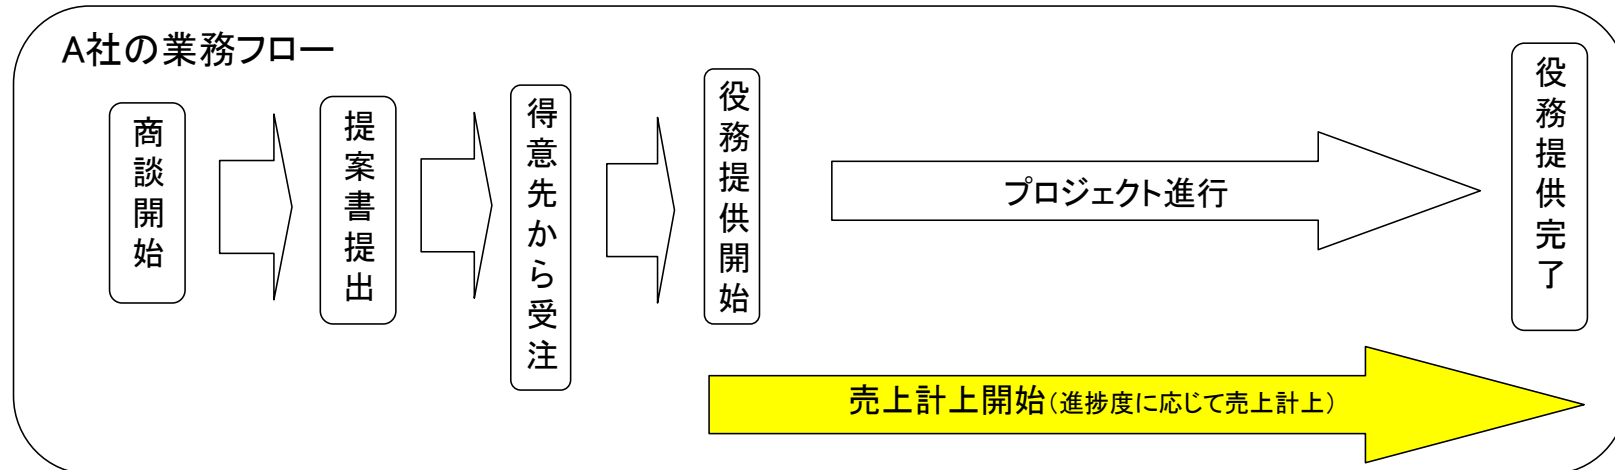 A社の業務フロー
商談開始
提案書提出
得意先から受注
役務提供開始
プロジェクト進行
役務提供完了
売上計上開始（進捗度に応じて売上計上）